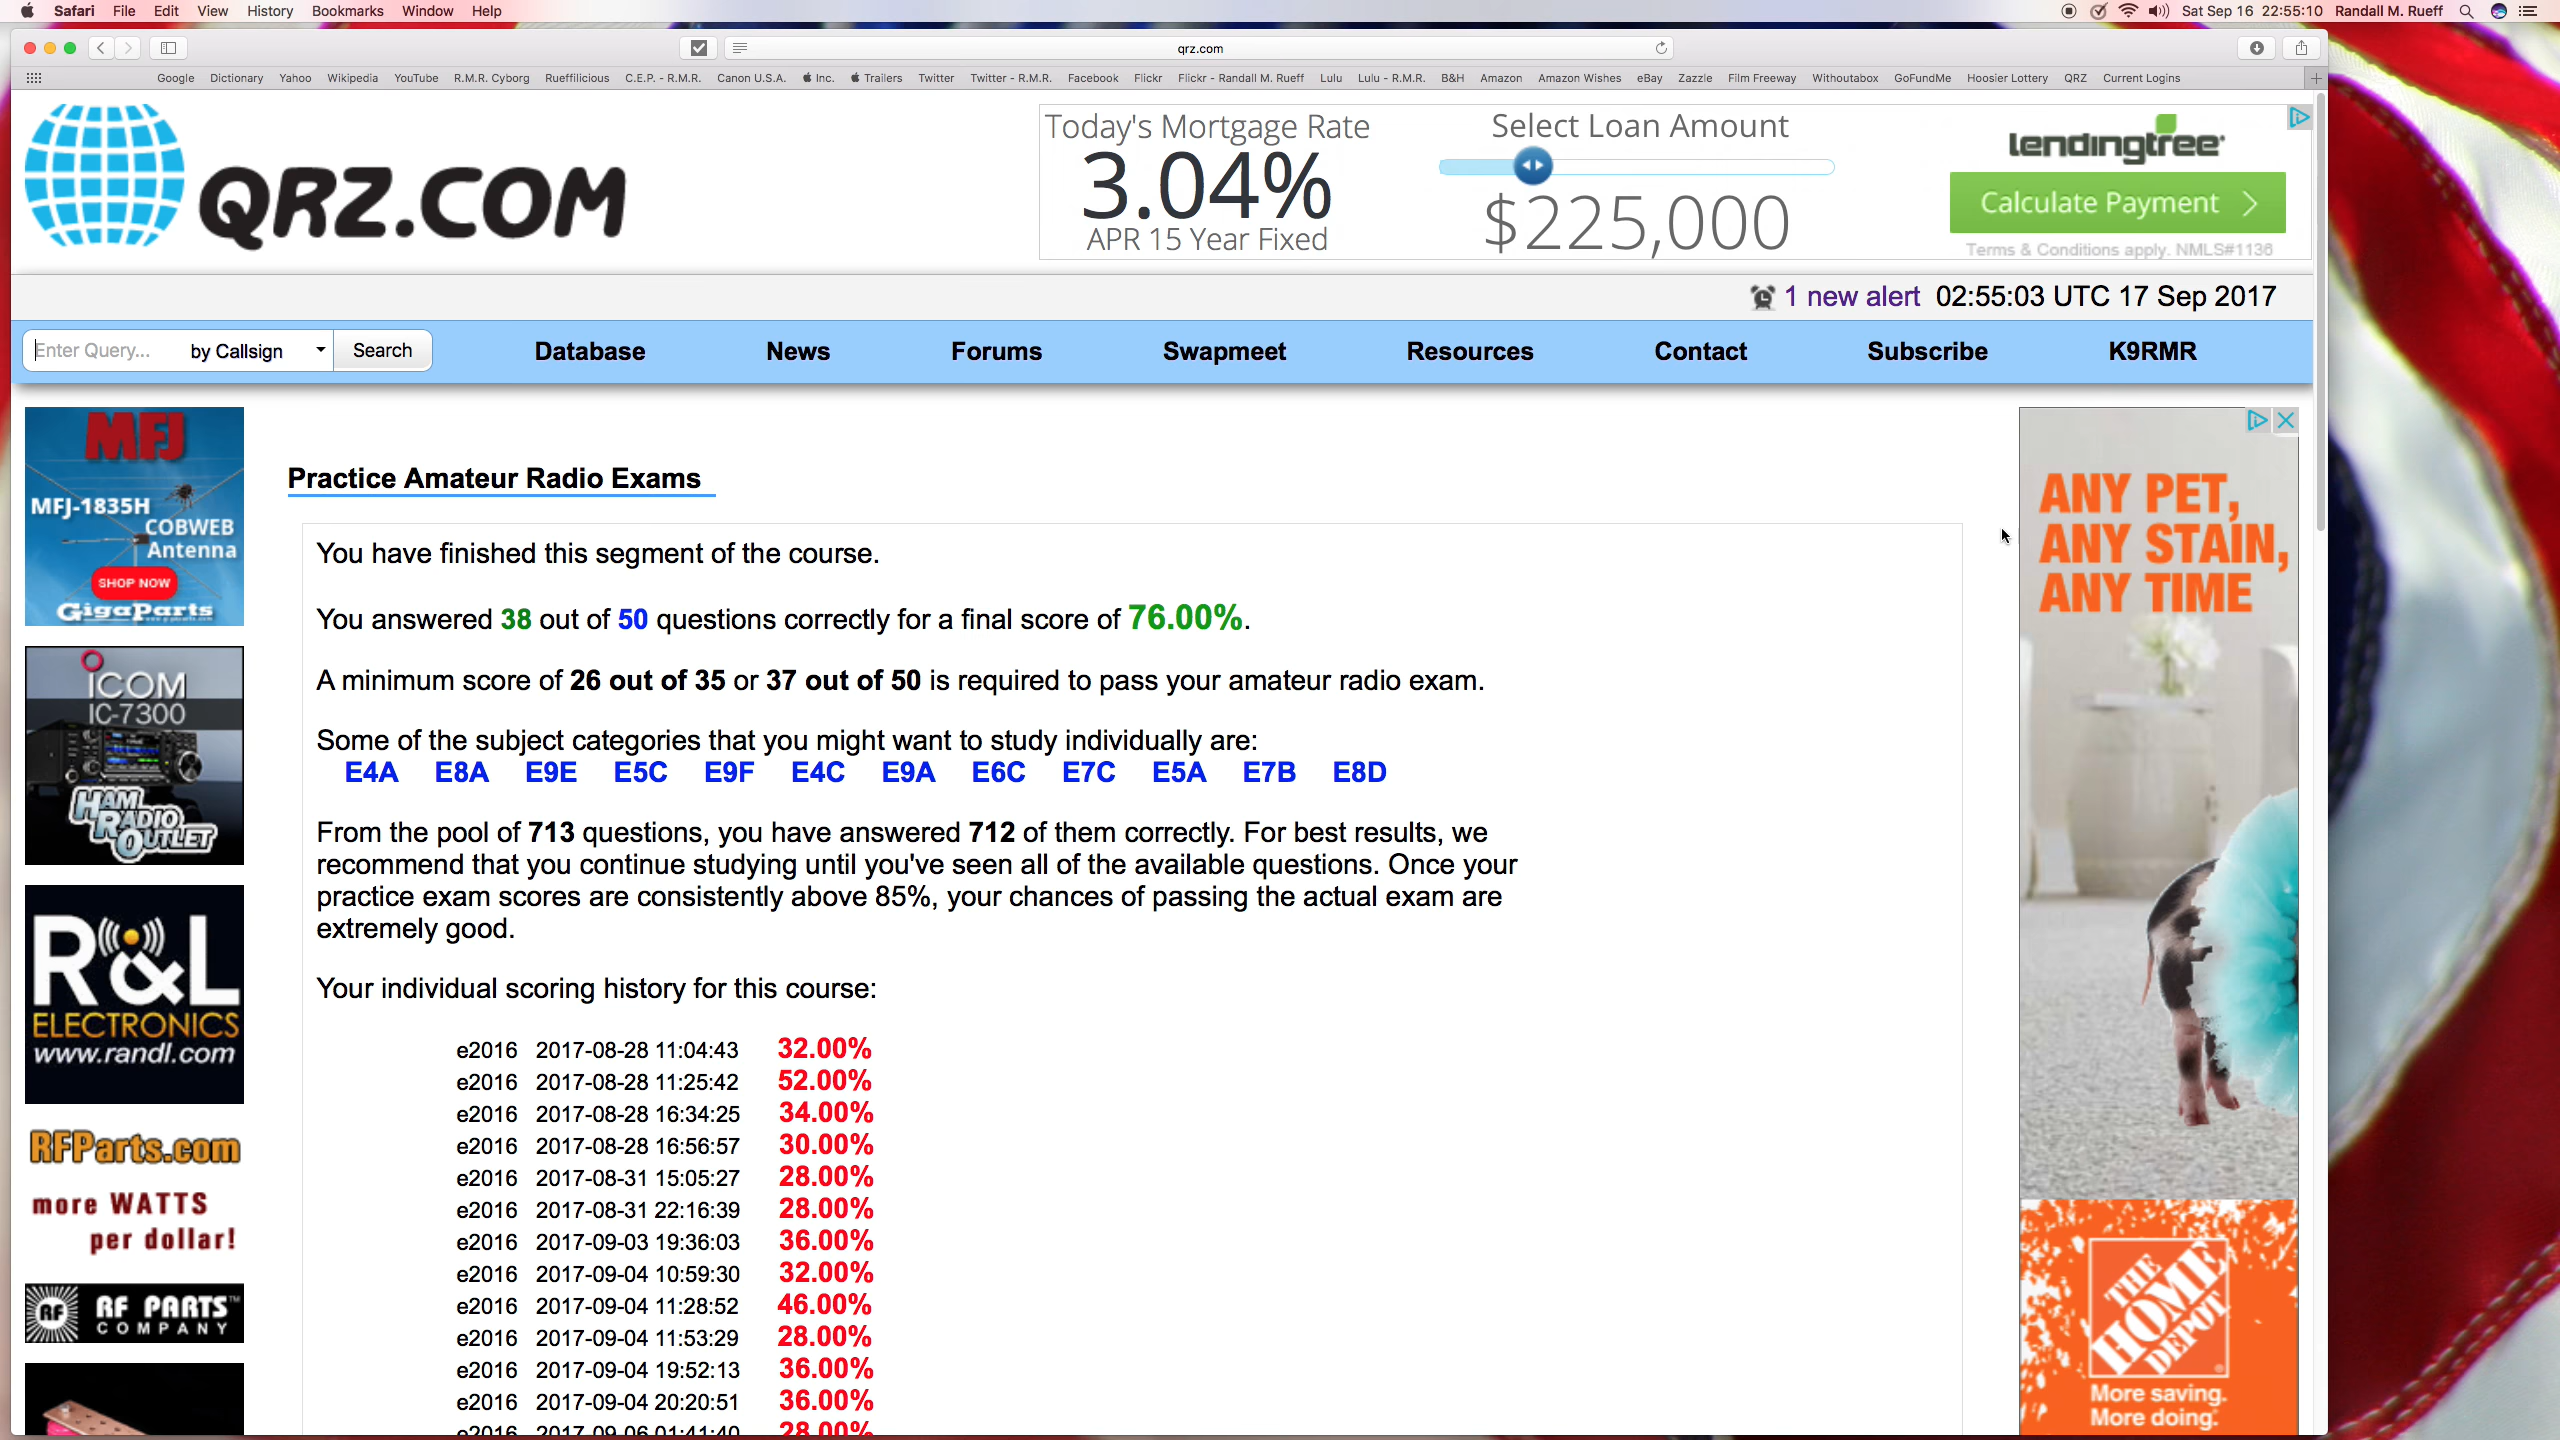 Safari File Edit View History Bookmarks Window Help
Sat Sep 16 22:55:10 Randall M. Rueff
qrz.com
Google Dictionary Yahoo Wikipedia YouTube R.M.R. Cyborg Rueffilicious C.E.P. - R.M.R. Canon U.S.A. Inc. Trailers Twitter Twitter - R.M.R. Facebook Flickr Flickr - Randall M. Rueff Lulu Lulu - R.M.R. B&H Amazon Amazon Wishes eBay Zazzle Film Freeway Withoutabox GoFundMe Hoosier Lottery QRZ Current Logins
QRZ.COM
Today's Mortgage Rate
3.04%
APR 15 Year Fixed
Select Loan Amount
$225,000
lendingtree
Calculate Payment
Terms & Conditions apply. NMLS#1136
1 new alert 02:55:03 UTC 17 Sep 2017
Enter Query... by Callsign Search Database News Forums Swapmeet Resources Contact Subscribe K9RMR
MFJ
MFJ-1835H
COBWEB
Antenna
SHOP NOW
GigaParts
ICOM
IC-7300
HAM
RADIO
OUTLET
R&L
ELECTRONICS
www.randl.com
RFParts.com
more WATTS
per dollar!
RF
RF PARTS™
COMPANY
Practice Amateur Radio Exams
You have finished this segment of the course.
You answered 38 out of 50 questions correctly for a final score of 76.00%.
A minimum score of 26 out of 35 or 37 out of 50 is required to pass your amateur radio exam.
Some of the subject categories that you might want to study individually are:
E4A E8A E9E E5C E9F E4C E9A E6C E7C E5A E7B E8D
From the pool of 713 questions, you have answered 712 of them correctly. For best results, we
recommend that you continue studying until you've seen all of the available questions. Once your
practice exam scores are consistently above 85%, your chances of passing the actual exam are
extremely good.
Your individual scoring history for this course:
e2016 2017-08-28 11:04:43 32.00%
e2016 2017-08-28 11:25:42 52.00%
e2016 2017-08-28 16:34:25 34.00%
e2016 2017-08-28 16:56:57 30.00%
e2016 2017-08-31 15:05:27 28.00%
e2016 2017-08-31 22:16:39 28.00%
e2016 2017-09-03 19:36:03 36.00%
e2016 2017-09-04 10:59:30 32.00%
e2016 2017-09-04 11:28:52 46.00%
e2016 2017-09-04 11:53:29 28.00%
e2016 2017-09-04 19:52:13 36.00%
e2016 2017-09-04 20:20:51 36.00%
e2016 2017-09-06 01:41:40 28.00%
ANY PET,
ANY STAIN,
ANY TIME
THE
HOME
DEPOT
More saving.
More doing.